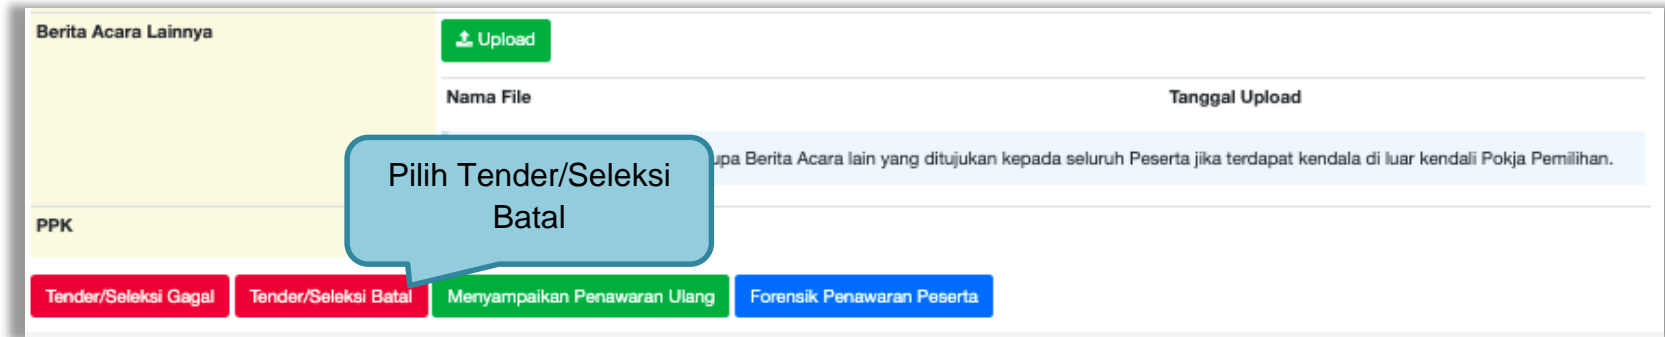 Berita Acara Lainnya
Upload
Nama File Tanggal Upload
Berita Acara lain yang ditujukan kepada seluruh Peserta jika terdapat kendala di luar kendali Pokja Pemilihan.
Pilih Tender/Seleksi
Batal
PPK
Tender/Seleksi Gagal Tender/Seleksi Batal Menyampaikan Penawaran Ulang Forensik Penawaran Peserta